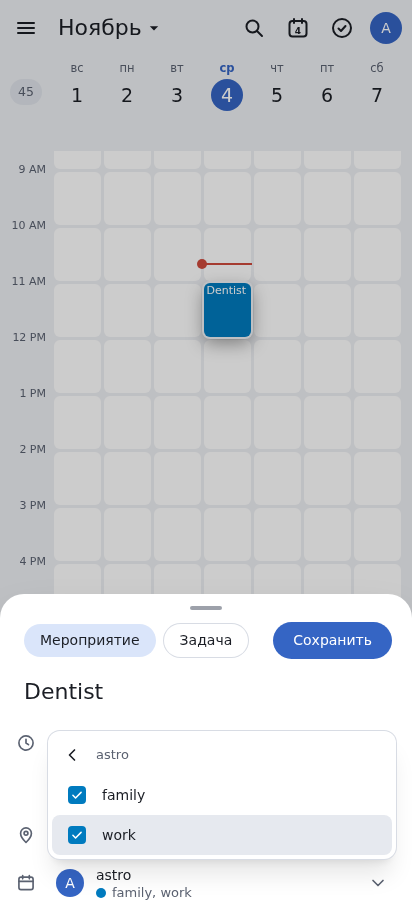 Ноябрь
4
A
вс пн вт ср чт пт сб
45 1 2 3 4 5 6 7
9 AM
10 AM
11 AM
Dentist
12 PM
1 PM
2 PM
3 PM
4 PM
Мероприятие Задача Сохранить
Dentist
astro
family
work
A astro
family, work